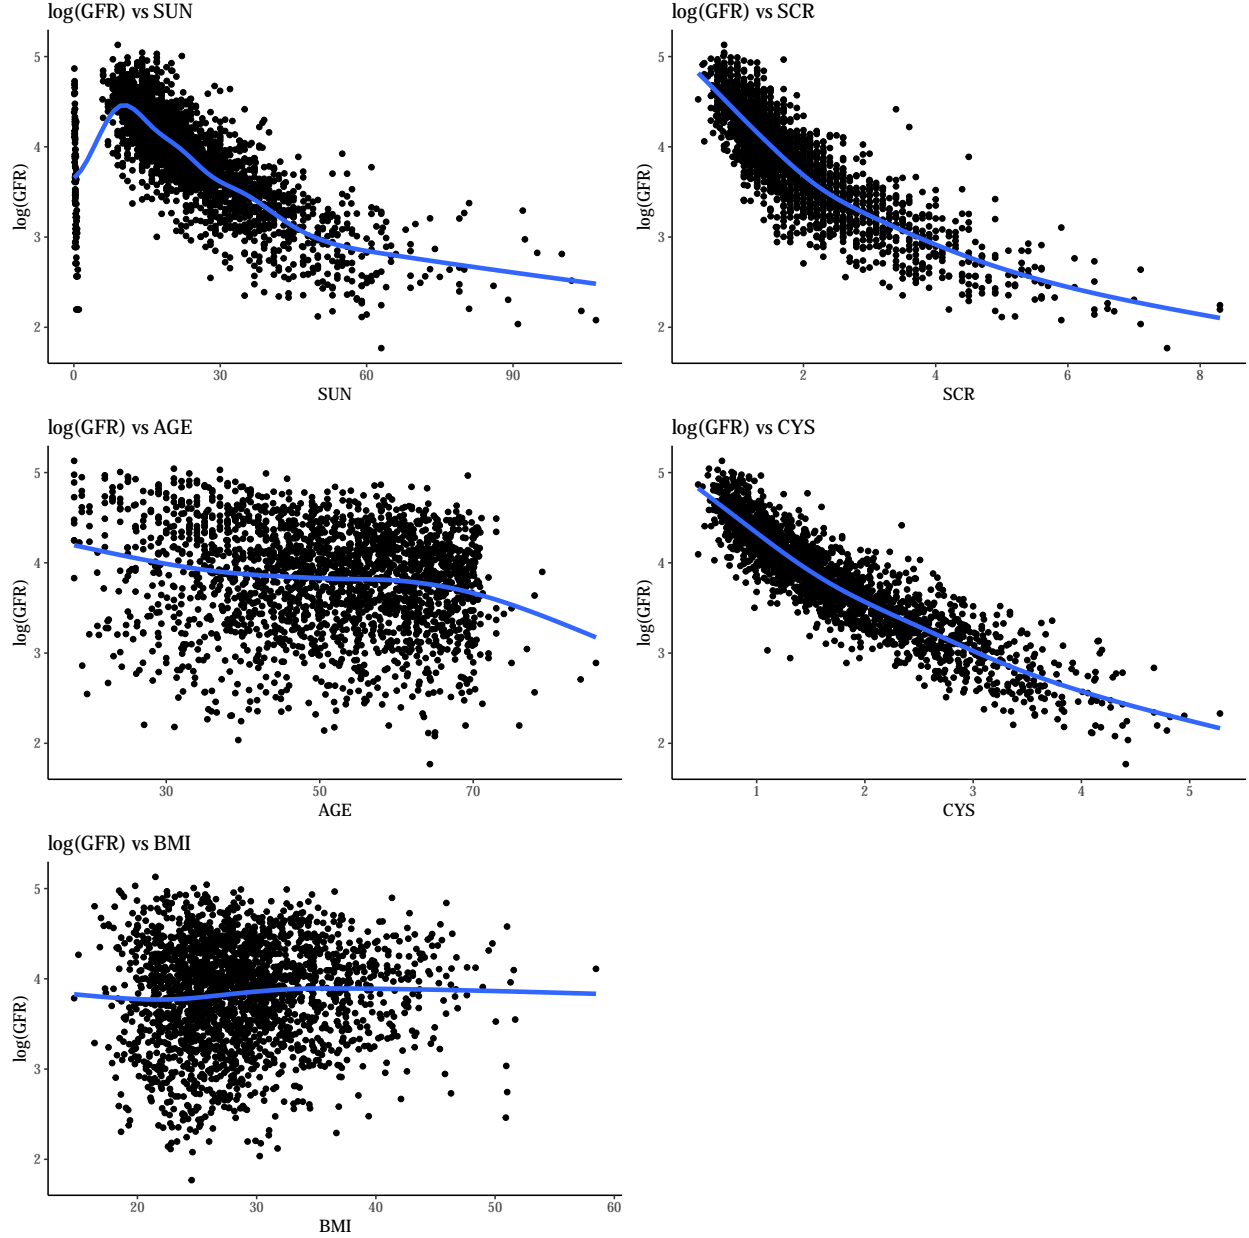 log(GFR) vs SUN
log(GFR)
5
4
3
2
0 30 60 90
SUN
log(GFR) vs SCR
log(GFR)
5
4
3
2
2 4 6 8
SCR
log(GFR) vs AGE
log(GFR)
5
4
3
2
30 50 70
AGE
log(GFR) vs CYS
log(GFR)
5
4
3
2
1 2 3 4 5
CYS
log(GFR) vs BMI
log(GFR)
5
4
3
2
20 30 40 50 60
BMI